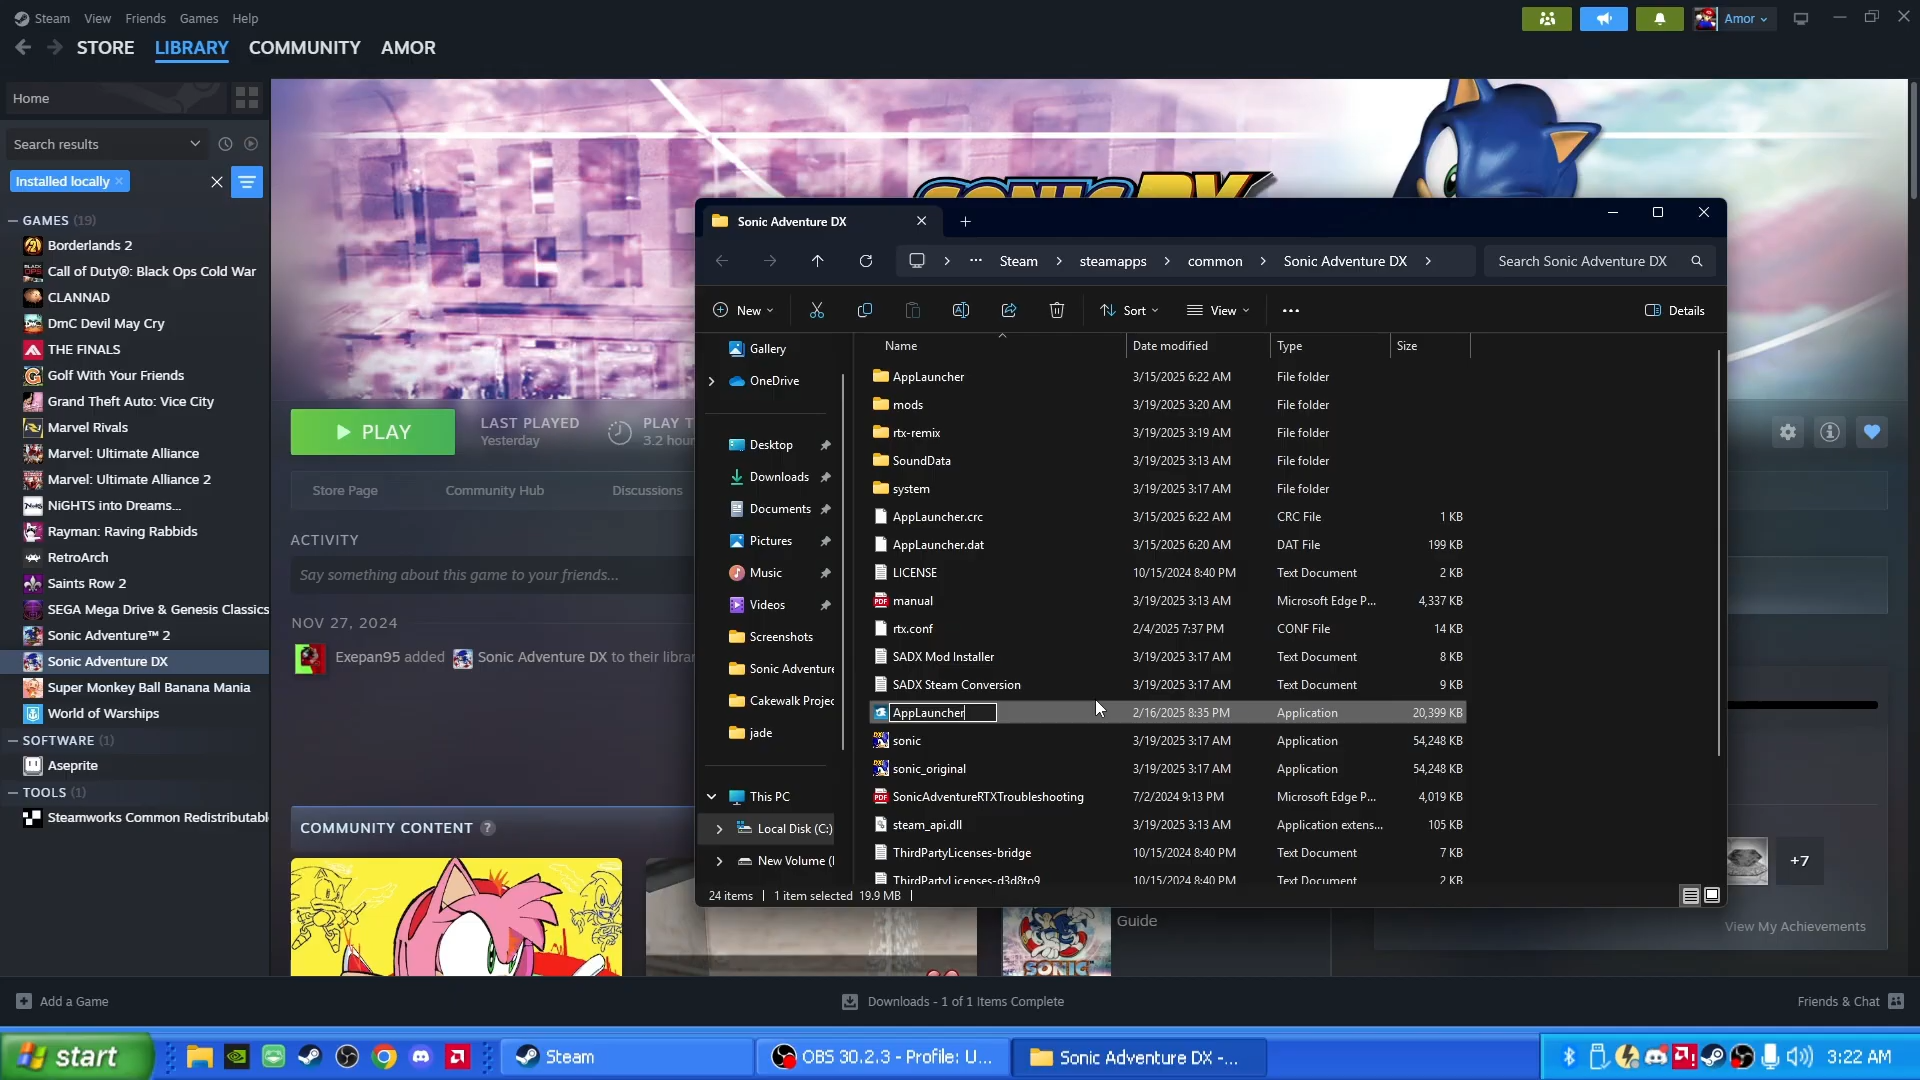 Steam View Friends Games Help
Amor
STORE LIBRARY COMMUNITY AMOR
Home
Search results
Installed locally
GAMES (19)
Borderlands 2
Call of Duty®: Black Ops Cold War
CLANNAD
DmC Devil May Cry
THE FINALS
Golf With Your Friends
Grand Theft Auto: Vice City
Marvel Rivals
Marvel: Ultimate Alliance
Marvel: Ultimate Alliance 2
NiGHTS into Dreams...
Rayman: Raving Rabbids
RetroArch
Saints Row 2
SEGA Mega Drive & Genesis Classics
Sonic Adventure™ 2
Sonic Adventure DX
Super Monkey Ball Banana Mania
World of Warships
SOFTWARE (1)
Aseprite
TOOLS (1)
Steamworks Common Redistributabl
PLAY
LAST PLAYED
Yesterday
PLAY T
3.2 hour
Store Page Community Hub Discussions
ACTIVITY
Say something about this game to your friends...
NOV 27, 2024
Exepan95 added Sonic Adventure DX to their librar
COMMUNITY CONTENT ?
Sonic Adventure DX
Steam steamapps common Sonic Adventure DX Search Sonic Adventure DX
New Sort View Details
Gallery
OneDrive
Desktop
Downloads
Documents
Pictures
Music
Videos
Screenshots
Sonic Adventure
Cakewalk Projec
jade
This PC
Local Disk (C:)
New Volume (
Name Date modified Type Size
AppLauncher 3/15/2025 6:22 AM File folder
mods 3/19/2025 3:20 AM File folder
rtx-remix 3/19/2025 3:19 AM File folder
SoundData 3/19/2025 3:13 AM File folder
system 3/19/2025 3:17 AM File folder
AppLauncher.crc 3/15/2025 6:22 AM CRC File 1 KB
AppLauncher.dat 3/15/2025 6:20 AM DAT File 199 KB
LICENSE 10/15/2024 8:40 PM Text Document 2 KB
manual 3/19/2025 3:13 AM Microsoft Edge P... 4,337 KB
rtx.conf 2/4/2025 7:37 PM CONF File 14 KB
SADX Mod Installer 3/19/2025 3:17 AM Text Document 8 KB
SADX Steam Conversion 3/19/2025 3:17 AM Text Document 9 KB
AppLauncher 2/16/2025 8:35 PM Application 20,399 KB
sonic 3/19/2025 3:17 AM Application 54,248 KB
sonic_original 3/19/2025 3:17 AM Application 54,248 KB
SonicAdventureRTXTroubleshooting 7/2/2024 9:13 PM Microsoft Edge P... 4,019 KB
steam_api.dll 3/19/2025 3:13 AM Application extens... 105 KB
ThirdPartyLicenses-bridge 10/15/2024 8:40 PM Text Document 7 KB
ThirdPartyLicenses-d3d8to9 10/15/2024 8:40 PM Text Document 2 KB
24 items 1 item selected 19.9 MB
+7
Guide
View My Achievements
SONIC
Add a Game
Downloads - 1 of 1 Items Complete
Friends & Chat
start
Steam
OBS 30.2.3 - Profile: U...
Sonic Adventure DX -...
3:22 AM